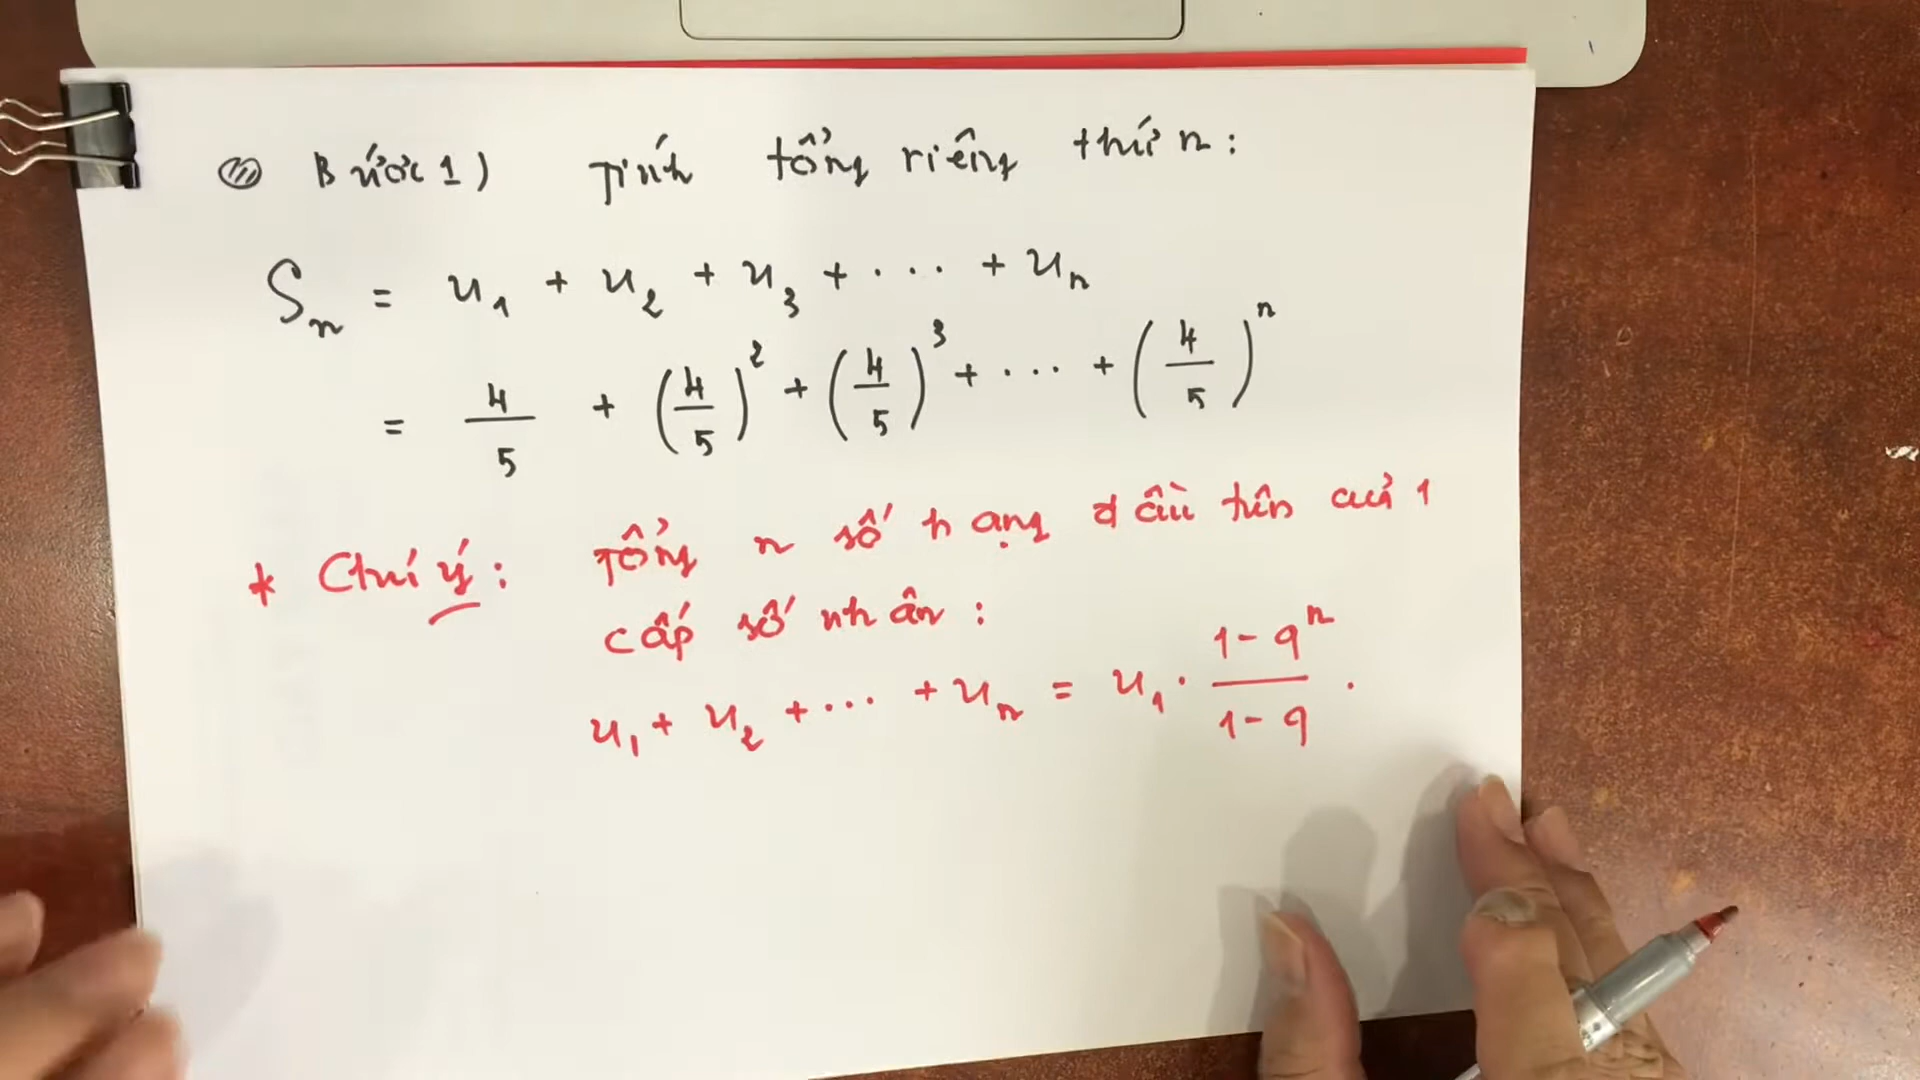 Bước 1) Tính tổng riêng thứ n:
Sₙ = u₁ + u₂ + u₃ + ... + uₙ
= 4/5 + (4/5)² + (4/5)³ + ... + (4/5)ⁿ
* Chú ý: Tổng n số hạng đầu tiên của 1
cấp số nhân:
u₁ + u₂ + ... + uₙ = u₁ · (1 - qⁿ)/(1 - q) .